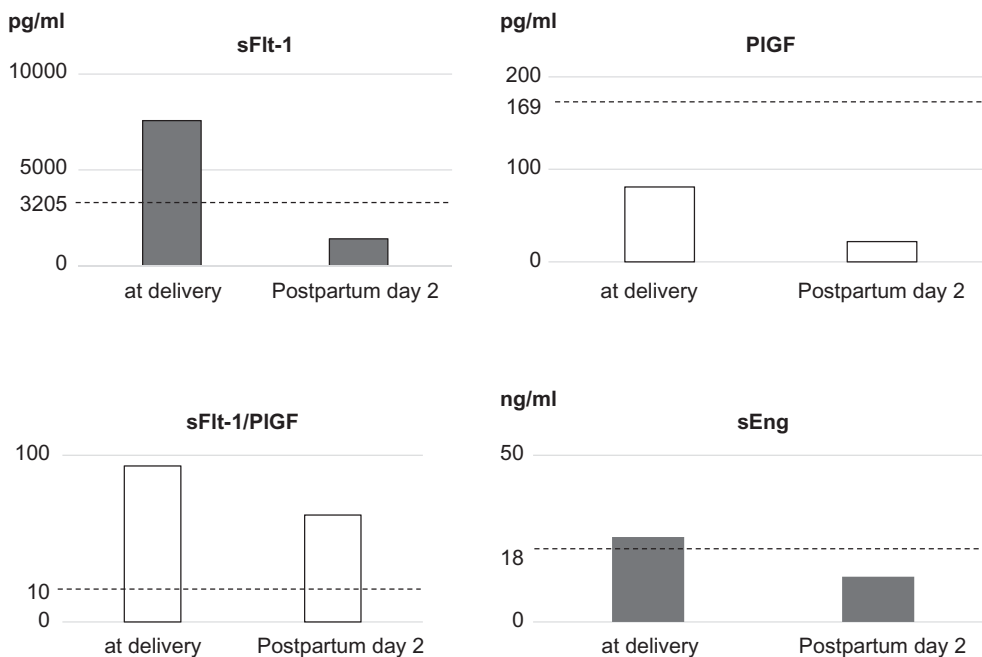 pg/ml
sFlt-1
10000
5000
3205
0
at delivery
Postpartum day 2
pg/ml
PlGF
200
169
100
0
at delivery
Postpartum day 2
sFlt-1/PlGF
100
10
0
at delivery
Postpartum day 2
ng/ml
sEng
50
18
0
at delivery
Postpartum day 2